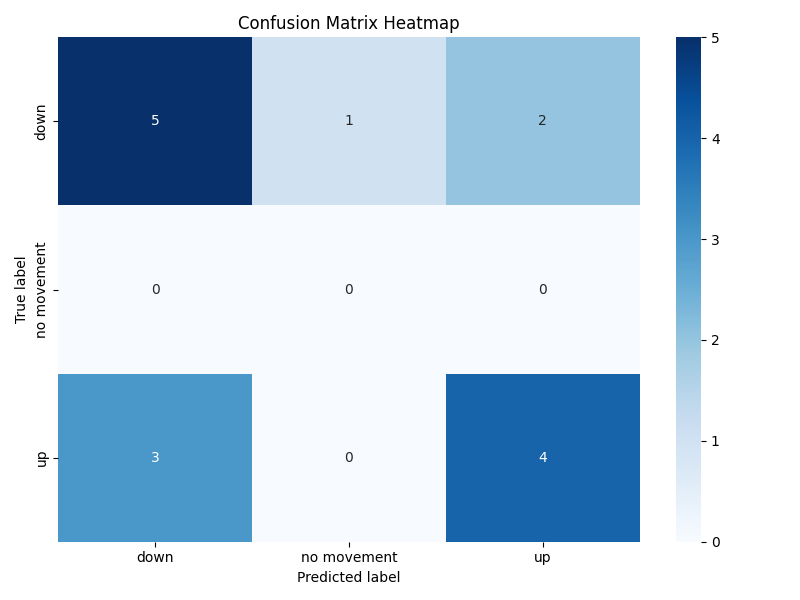 Confusion Matrix Heatmap
True label
down
5 1 2
no movement
0 0 0
up
3 0 4
down no movement up
Predicted label
5
4
3
2
1
0